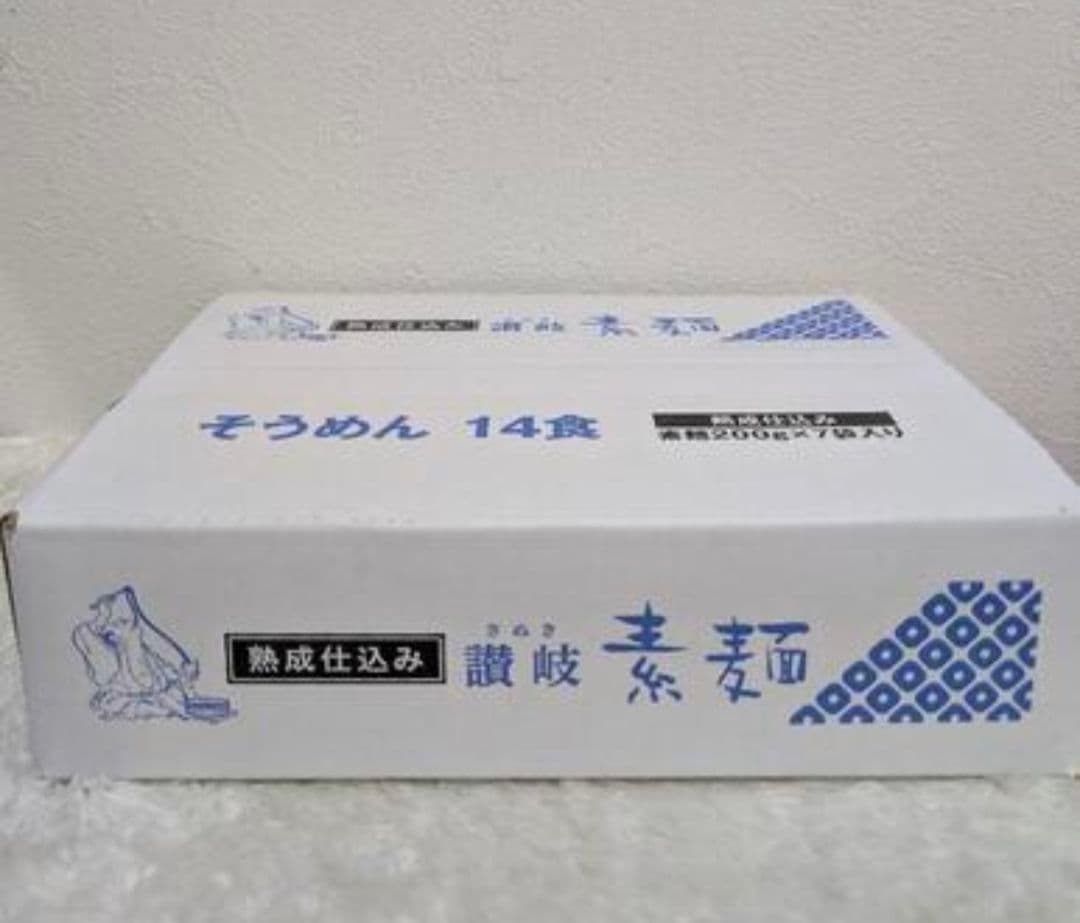 熟成仕込み 讃岐 素麺
そうめん 14食
熟成仕込み
素麺200g×7袋入り
さぬき
熟成仕込み 讃岐 素麺